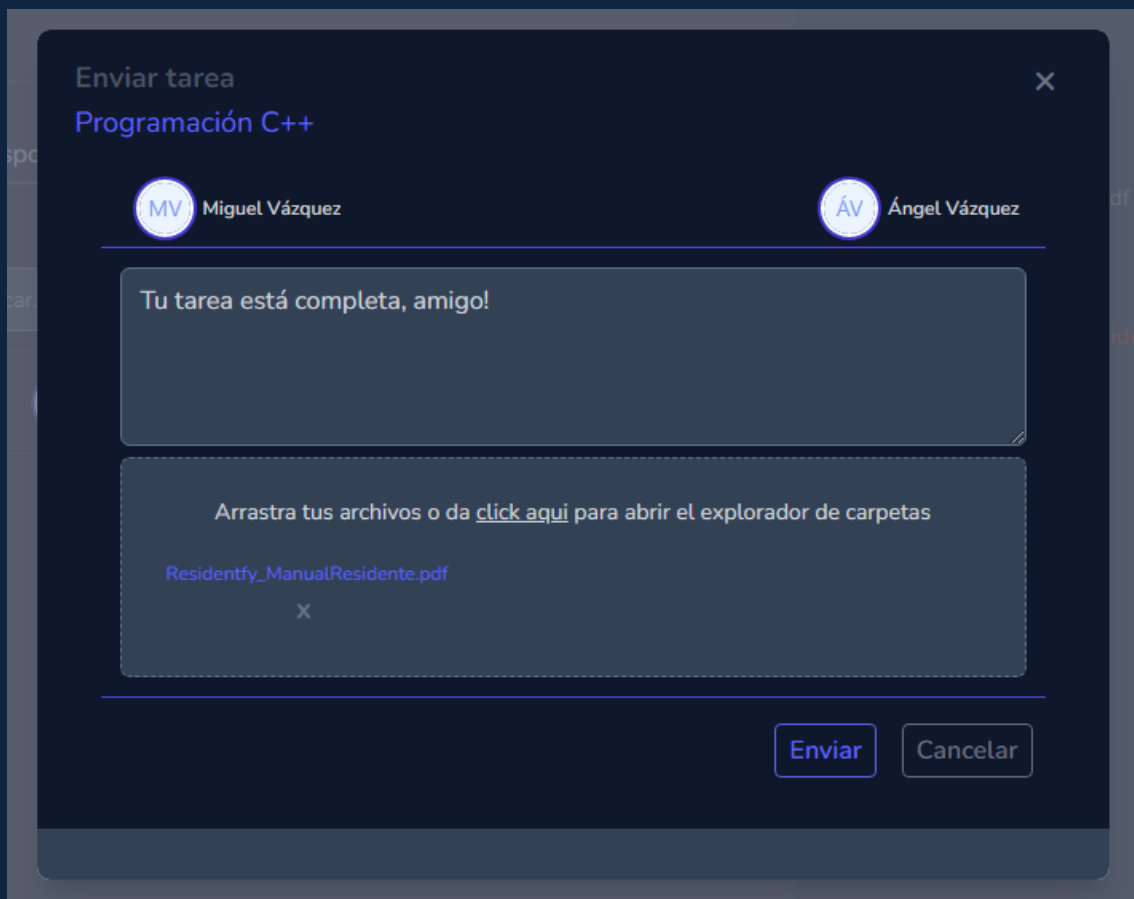 Enviar tarea
×
Programación C++
MV Miguel Vázquez
ÁV Ángel Vázquez
Tu tarea está completa, amigo!
Arrastra tus archivos o da click aqui para abrir el explorador de carpetas
Residentfy_ManualResidente.pdf
x
Enviar
Cancelar